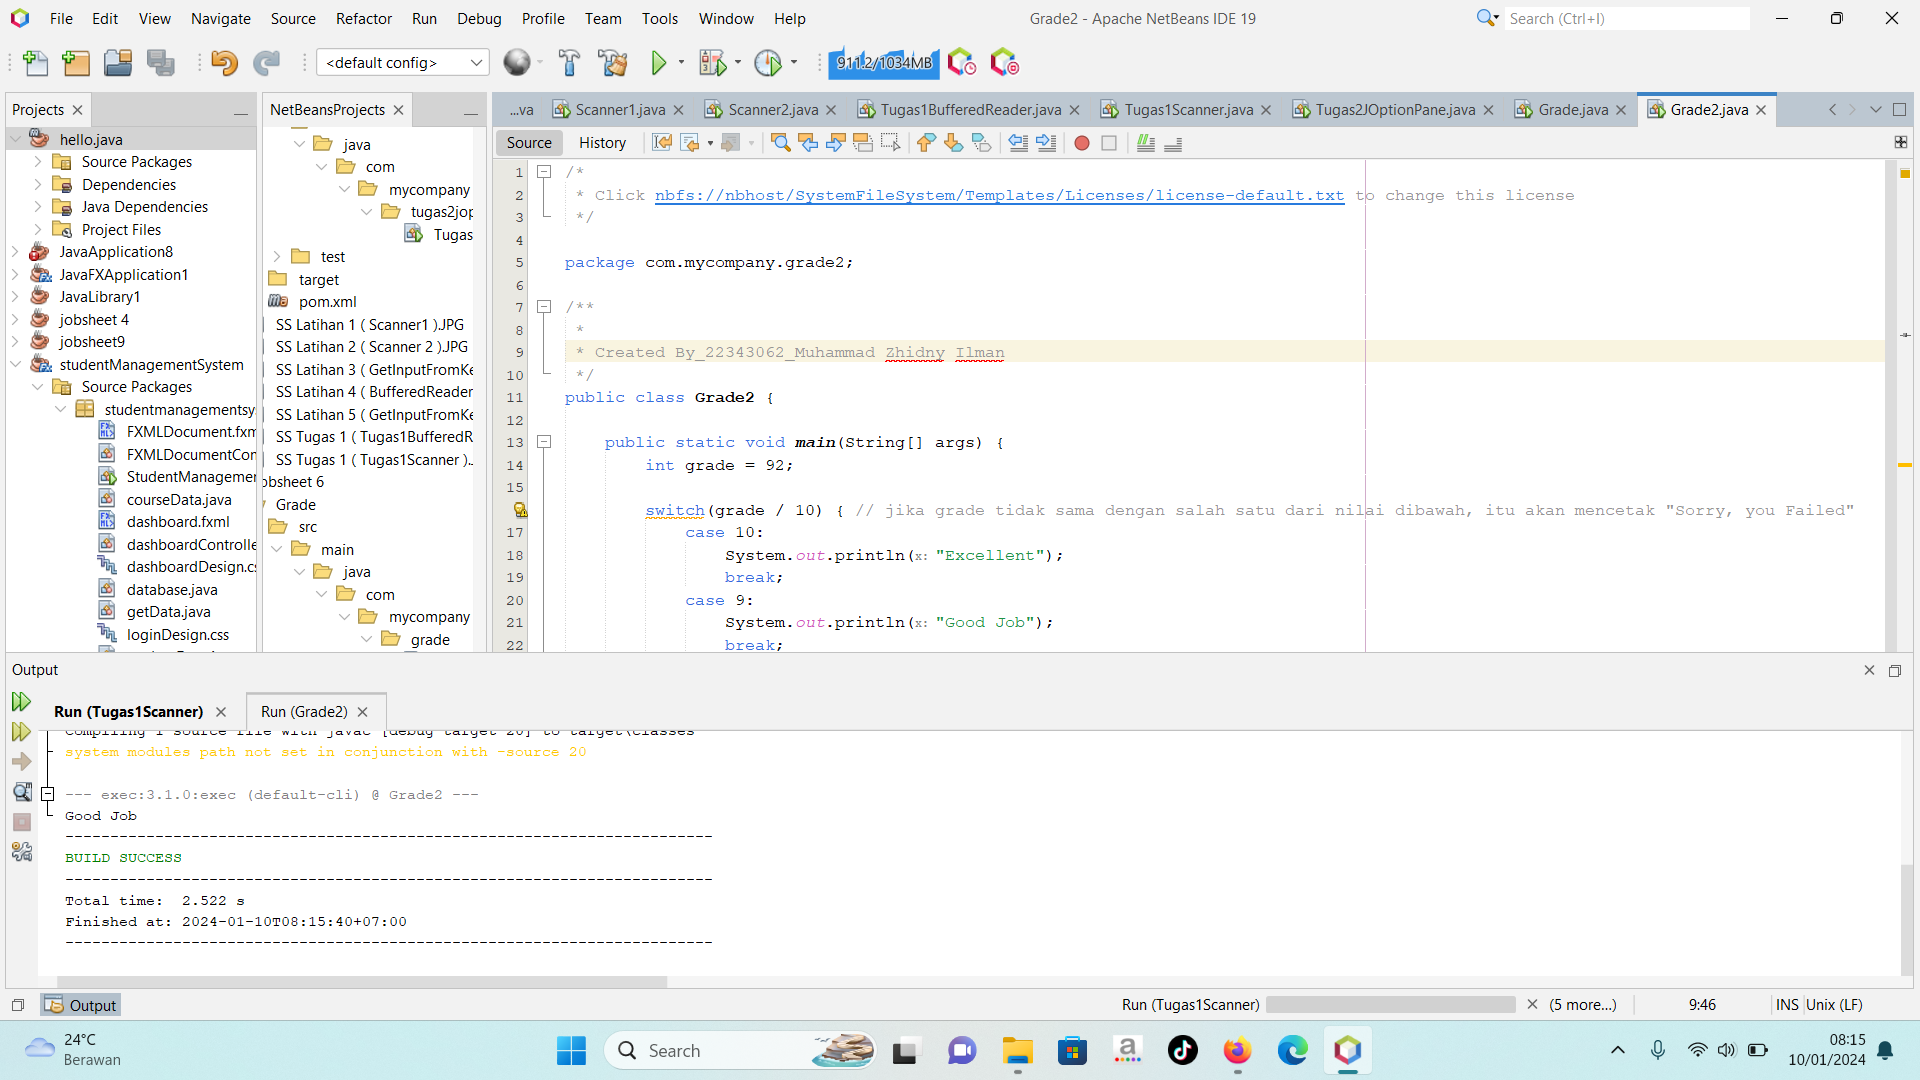 File Edit View Navigate Source Refactor Run Debug Profile Team Tools Window Help
Grade2 - Apache NetBeans IDE 19
Search (Ctrl+I)
<default config>
911.2/1034MB
Projects
NetBeansProjects
...va
Scanner1.java
Scanner2.java
Tugas1BufferedReader.java
Tugas1Scanner.java
Tugas2JOptionPane.java
Grade.java
Grade2.java
hello.java
Source Packages
Dependencies
Java Dependencies
Project Files
JavaApplication8
JavaFXApplication1
JavaLibrary1
jobsheet 4
jobsheet9
studentManagementSystem
Source Packages
studentmanagementsy
FXMLDocument.fxm
FXMLDocumentCon
StudentManagemen
courseData.java
dashboard.fxml
dashboardControlle
dashboardDesign.cs
database.java
getData.java
loginDesign.css
java
com
mycompany
tugas2jop
Tugas
test
target
pom.xml
SS Latihan 1 ( Scanner1 ).JPG
SS Latihan 2 ( Scanner 2 ).JPG
SS Latihan 3 ( GetInputFromKe
SS Latihan 4 ( BufferedReader
SS Latihan 5 ( GetInputFromKe
SS Tugas 1 ( Tugas1BufferedR
SS Tugas 1 ( Tugas1Scanner ).
obsheet 6
Grade
src
main
java
com
mycompany
grade
Source History
1 /*
2 * Click nbfs://nbhost/SystemFileSystem/Templates/Licenses/license-default.txt to change this license
3 */
4
5 package com.mycompany.grade2;
6
7 /**
8 *
9 * Created By_22343062_Muhammad Zhidny Ilman
10 */
11 public class Grade2 {
12
13 public static void main(String[] args) {
14 int grade = 92;
15
switch(grade / 10) { // jika grade tidak sama dengan salah satu dari nilai dibawah, itu akan mencetak "Sorry, you Failed"
17 case 10:
18 System.out.println(x: "Excellent");
19 break;
20 case 9:
21 System.out.println(x: "Good Job");
22 break;
Output
Run (Tugas1Scanner)
Run (Grade2)
Compiling 1 source file with javac [debug target 20] to target\classes
system modules path not set in conjunction with -source 20
--- exec:3.1.0:exec (default-cli) @ Grade2 ---
Good Job
------------------------------------------------------------------------
BUILD SUCCESS
------------------------------------------------------------------------
Total time: 2.522 s
Finished at: 2024-01-10T08:15:40+07:00
------------------------------------------------------------------------
Output
Run (Tugas1Scanner)
(5 more...)
9:46
INS
Unix (LF)
24°C
Berawan
Search
08:15
10/01/2024